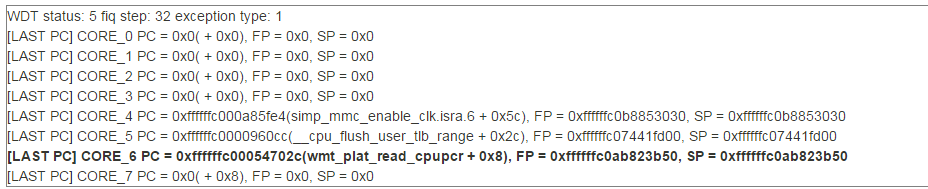 WDT status: 5 fiq step: 32 exception type: 1
[LAST PC] CORE_0 PC = 0x0( + 0x0), FP = 0x0, SP = 0x0
[LAST PC] CORE_1 PC = 0x0( + 0x0), FP = 0x0, SP = 0x0
[LAST PC] CORE_2 PC = 0x0( + 0x0), FP = 0x0, SP = 0x0
[LAST PC] CORE_3 PC = 0x0( + 0x0), FP = 0x0, SP = 0x0
[LAST PC] CORE_4 PC = 0xffffffc000a85fe4(simp_mmc_enable_clk.isra.6 + 0x5c), FP = 0xffffffc0b8853030, SP = 0xffffffc0b8853030
[LAST PC] CORE_5 PC = 0xffffffc0000960cc(__cpu_flush_user_tlb_range + 0x2c), FP = 0xffffffc07441fd00, SP = 0xffffffc07441fd00
[LAST PC] CORE_6 PC = 0xffffffc00054702c(wmt_plat_read_cpupcr + 0x8), FP = 0xffffffc0ab823b50, SP = 0xffffffc0ab823b50
[LAST PC] CORE_7 PC = 0x0( + 0x8), FP = 0x0, SP = 0x0